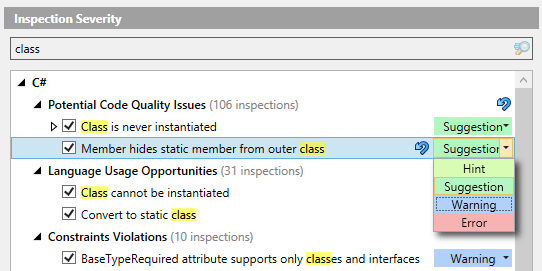 Inspection Severity
class
C#
Potential Code Quality Issues (106 inspections)
Class is never instantiated Suggestion
Member hides static member from outer class Suggestion
Hint
Language Usage Opportunities (31 inspections)
Suggestion
Class cannot be instantiated
Warning
Convert to static class
Error
Constraints Violations (10 inspections)
BaseTypeRequired attribute supports only classes and interfaces Warning